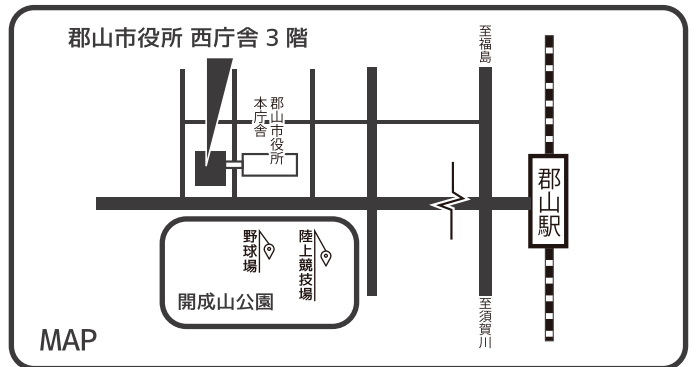 郡山市役所 西庁舎 3 階
至福島
郡山市役所
本庁舎
郡山駅
野球場
陸上競技場
開成山公園
至須賀川
MAP